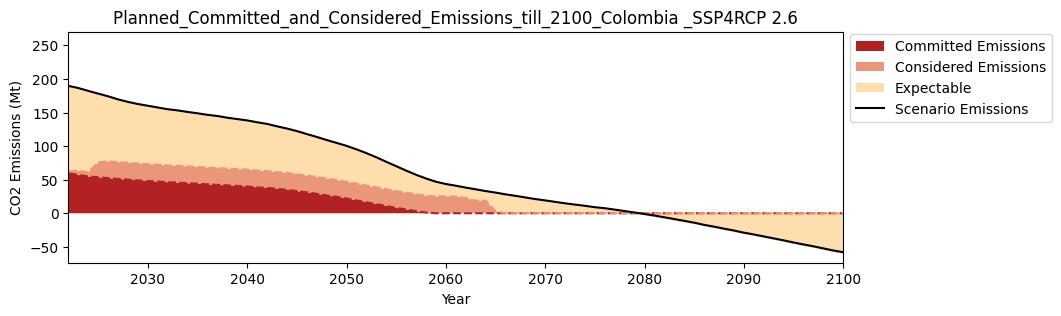 Planned_Committed_and_Considered_Emissions_till_2100_Colombia _SSP4RCP 2.6
CO2 Emissions (Mt)
250
200
150
100
50
0
−50
2030
2040
2050
2060
2070
2080
2090
2100
Year
Committed Emissions
Considered Emissions
Expectable
Scenario Emissions